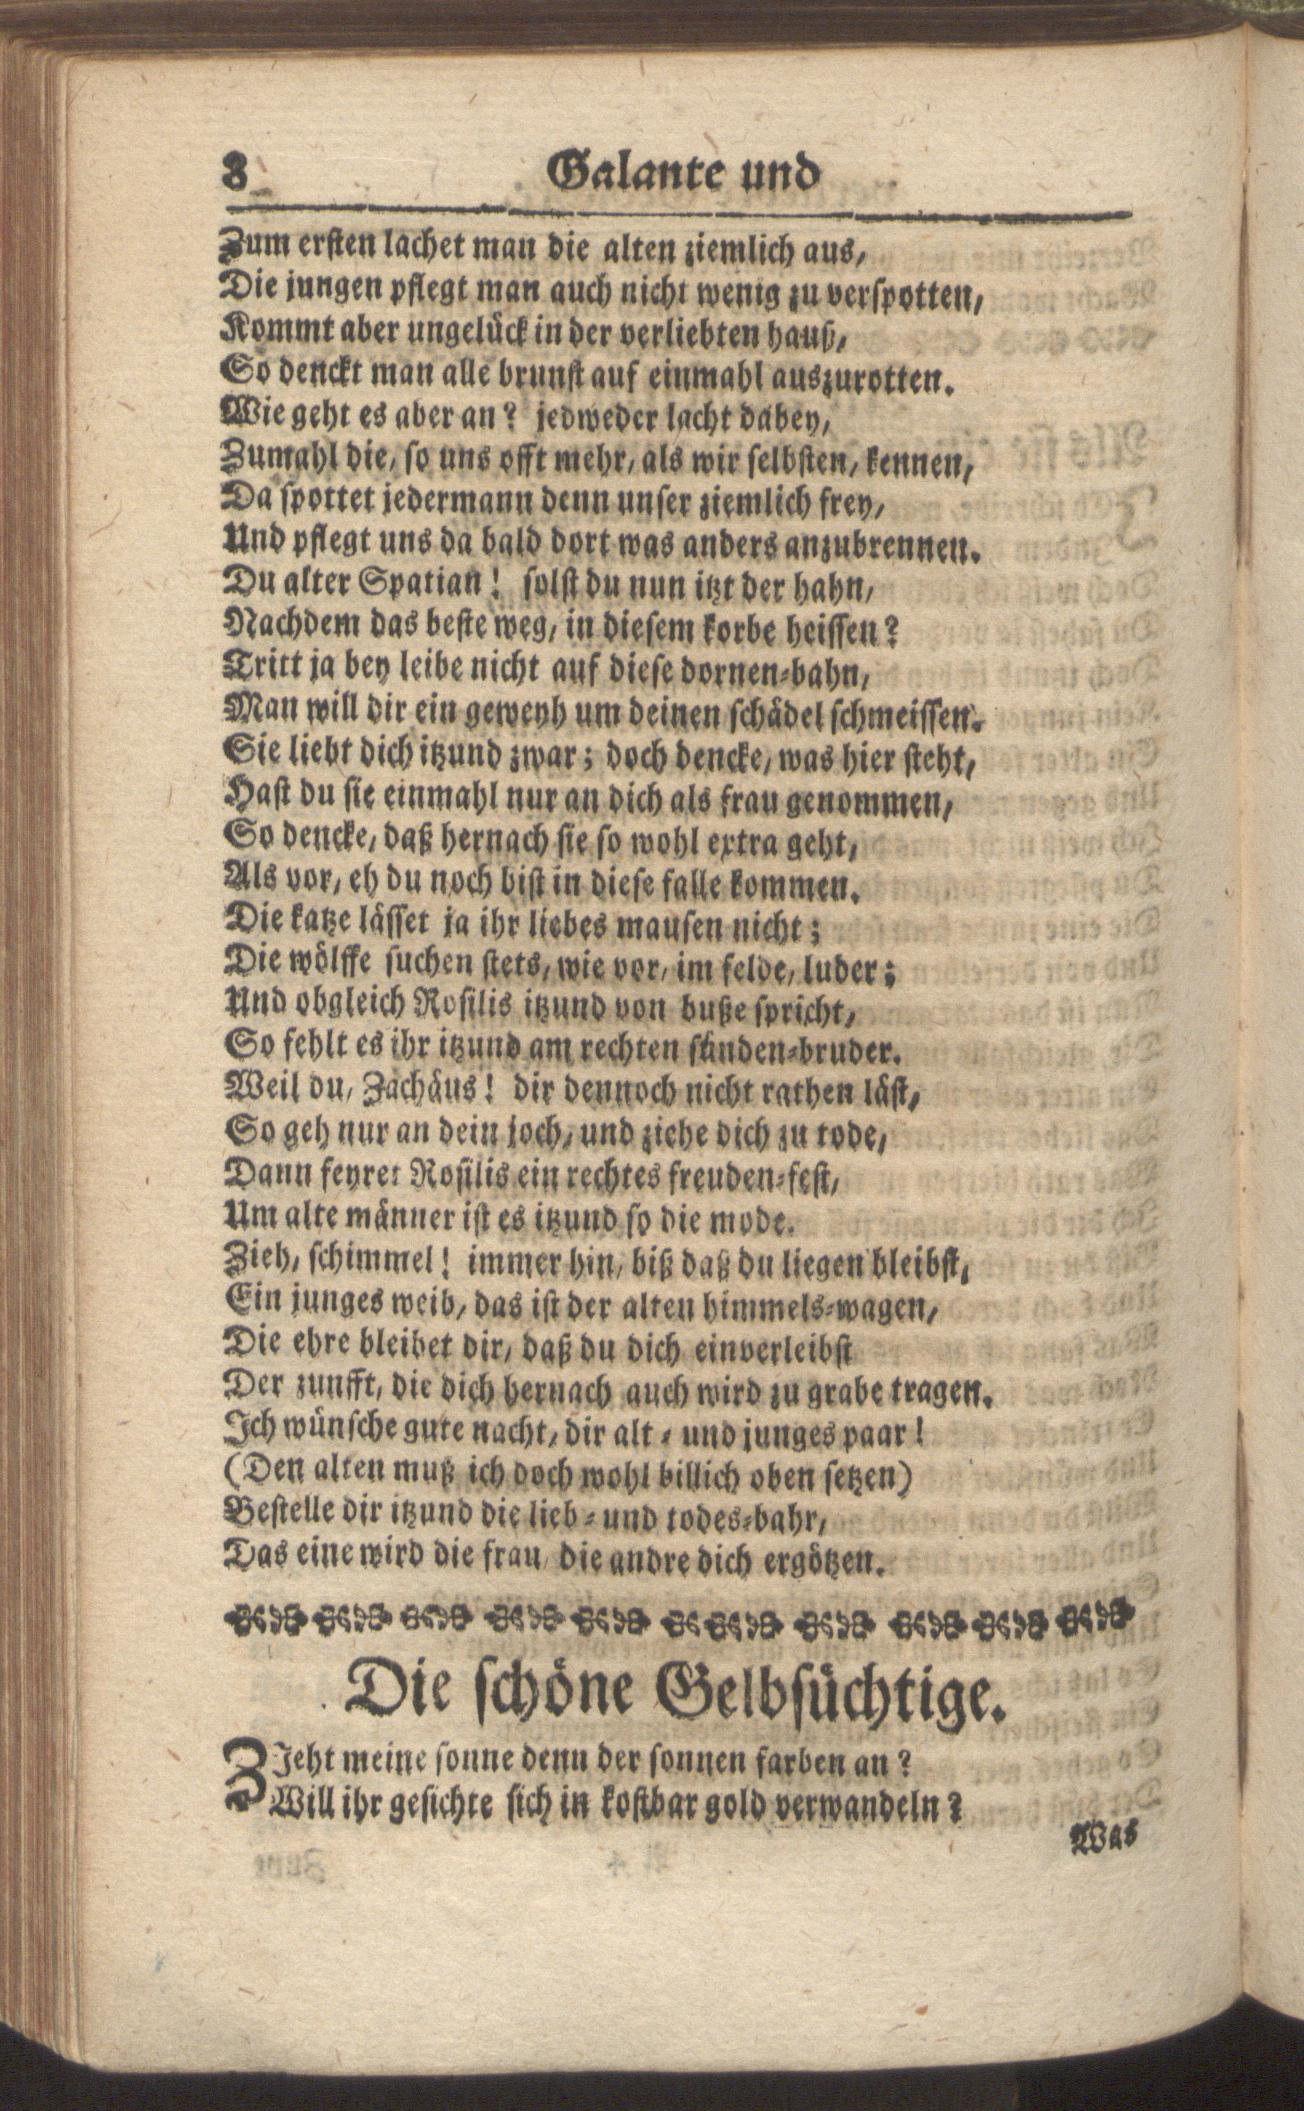 8 Galante und
Zum ersten lachet man die alten ziemlich aus,
Die jungen pflegt man auch nicht wenig zu verspotten,
Kommt aber ungelück in der verliebten hauß,
So denckt man alle brunst auf einmahl auszurotten.
Wie geht es aber an? jedweder lacht dabey,
Zumahl die, so uns offt mehr, als wir selbsten, kennen,
Da spottet jedermann denn unser ziemlich frey,
Und pflegt uns da bald dort was anders anzubrennen.
Du alter Spatian! solst du nun itzt der hahn,
Nachdem das beste weg, in diesem korbe heissen?
Tritt ja bey leibe nicht auf diese dornen-bahn,
Man will dir ein geweyh um deinen schädel schmeissen.
Sie liebt dich itzund zwar; doch dencke, was hier steht,
Hast du sie einmahl nur an dich als frau genommen,
So dencke, daß hernach sie so wohl extra geht,
Als vor, eh du noch bist in diese falle kommen.
Die katze lässet ja ihr liebes mausen nicht;
Die wölffe suchen stets, wie vor, im felde, luder;
Und obgleich Rosilis itzund von buße spricht,
So fehlt es ihr itzund am rechten sünden-bruder.
Weil du, Zachäus! dir dennoch nicht rathen läst,
So geh nur an dein joch, und ziehe dich zu tode,
Dann feyret Rosilis ein rechtes freuden-fest,
Um alte männer ist es itzund so die mode.
Zieh, schimmel! immer hin, biß daß du liegen bleibst,
Ein junges weib, das ist der alten himmels-wagen,
Die ehre bleibet dir, daß du dich einverleibst
Der zunfft, die dich hernach auch wird zu grabe tragen.
Ich wünsche gute nacht, dir alt- und junges paar!
(Den alten muß ich doch wohl billich oben setzen)
Bestelle dir itzund die lieb- und todes-bahr,
Das eine wird die frau, die andre dich ergötzen.
Die schöne Gelbsüchtige.
ZJeht meine sonne denn der sonnen farben an?
Will ihr gesichte sich in kostbar gold verwandeln?
Was